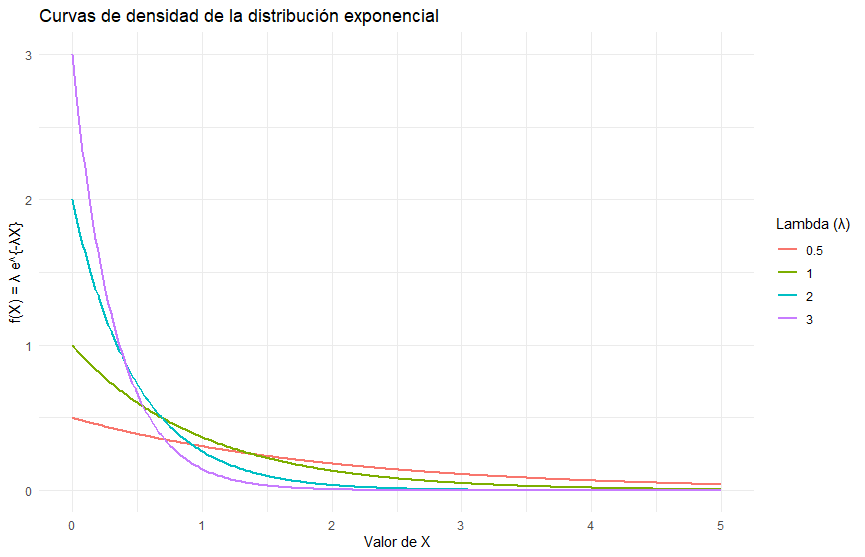 Curvas de densidad de la distribución exponencial
f(X) = λ e^{-λX}
3
2
1
0
0 1 2 3 4 5
Valor de X
Lambda (λ)
0.5
1
2
3